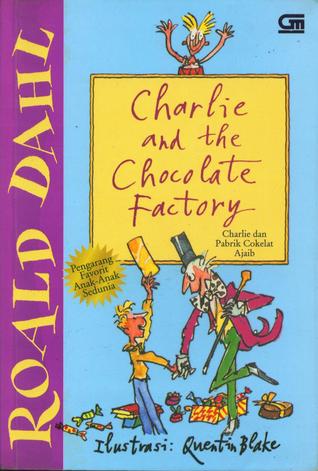 GM
ROALD DAHL
Charlie
and the
Chocolate
Factory
Charlie dan
Pabrik Cokelat
Ajaib
Pengarang
Favorit
Anak-Anak
Sedunia
Ilustrasi: Quentin Blake